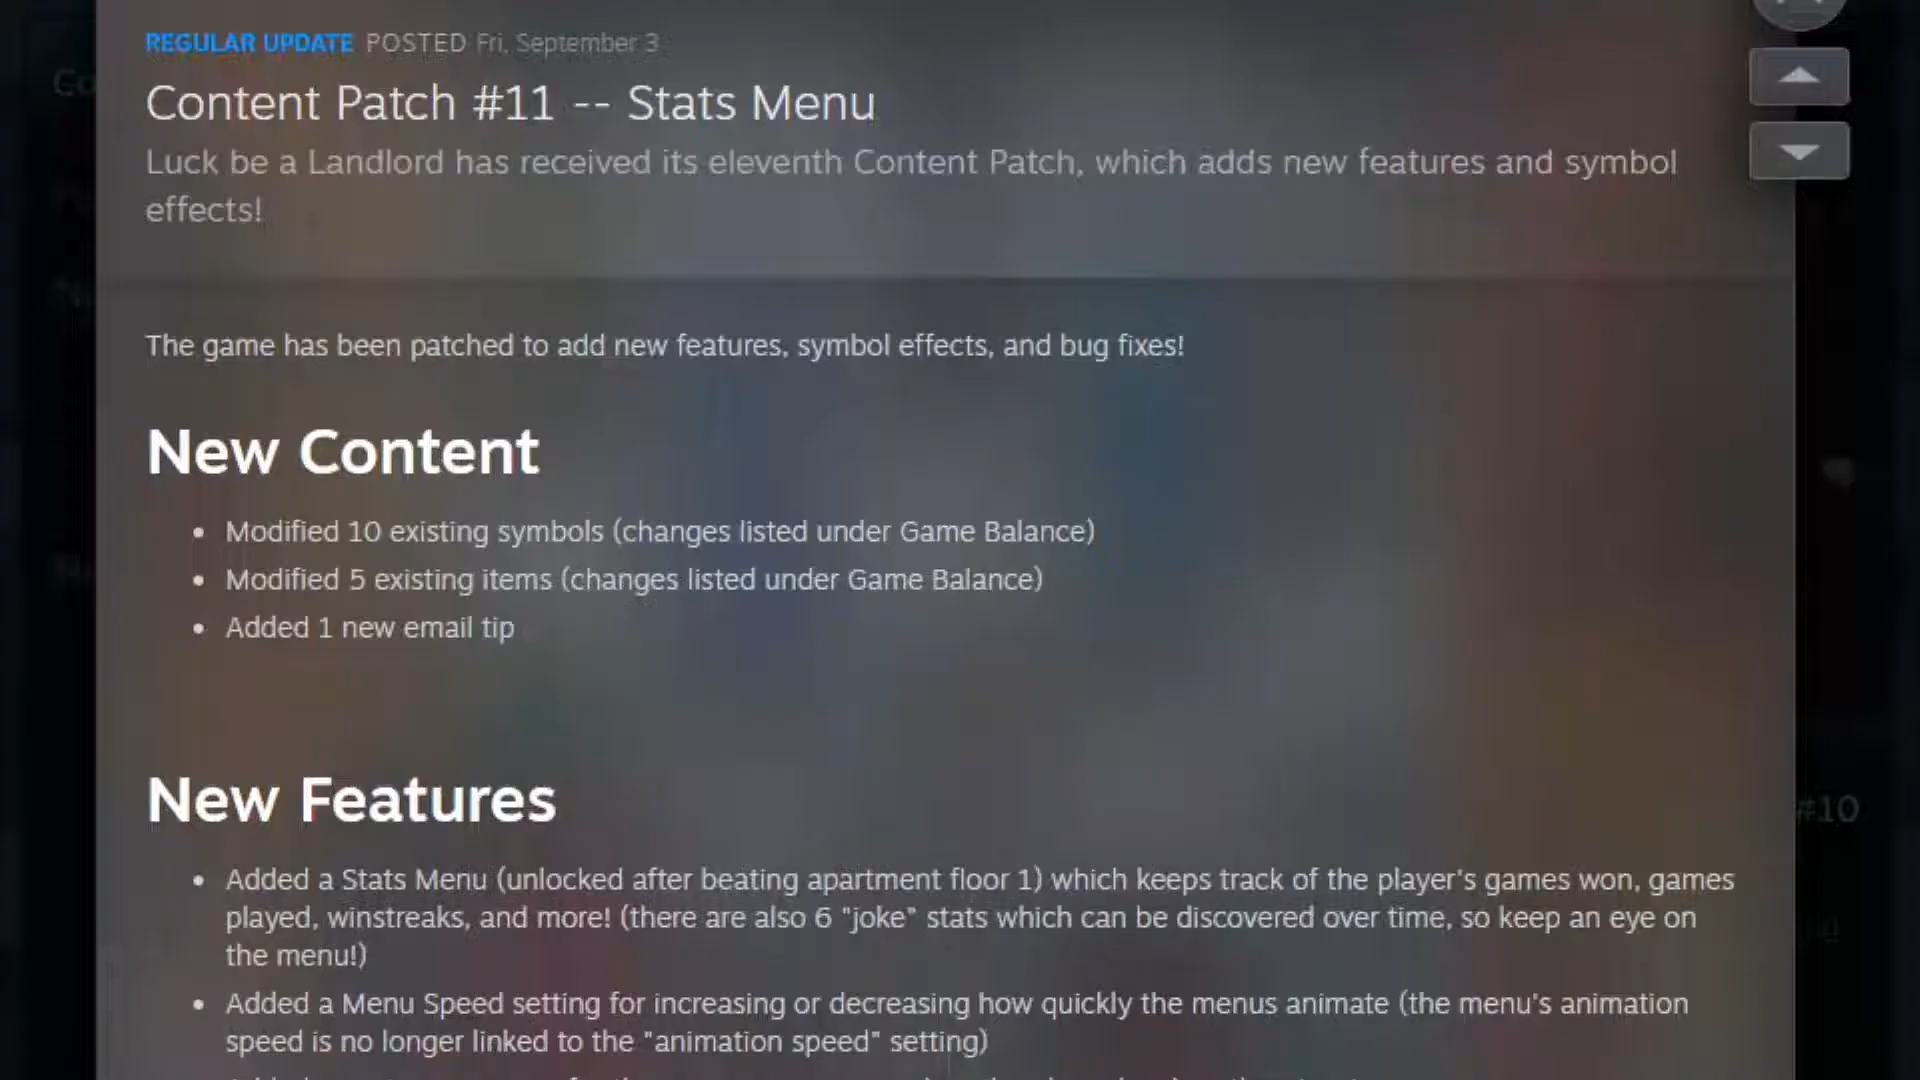 REGULAR UPDATE POSTED Fri, September 3
Content Patch #11 -- Stats Menu
Luck be a Landlord has received its eleventh Content Patch, which adds new features and symbol
effects!
The game has been patched to add new features, symbol effects, and bug fixes!
New Content
• Modified 10 existing symbols (changes listed under Game Balance)
• Modified 5 existing items (changes listed under Game Balance)
• Added 1 new email tip
New Features
#10
• Added a Stats Menu (unlocked after beating apartment floor 1) which keeps track of the player's games won, games
played, winstreaks, and more! (there are also 6 "joke" stats which can be discovered over time, so keep an eye on
the menu!)
• Added a Menu Speed setting for increasing or decreasing how quickly the menus animate (the menu's animation
speed is no longer linked to the "animation speed" setting)